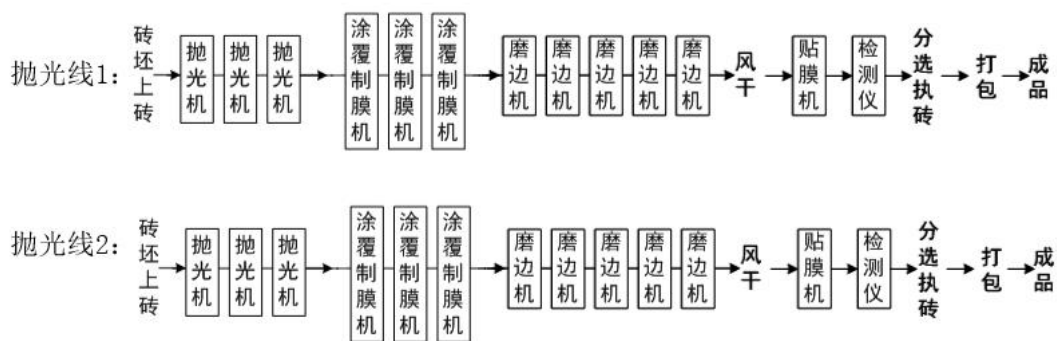 抛光线1：
砖坯上砖
抛光机
抛光机
抛光机
涂覆制膜机
涂覆制膜机
涂覆制膜机
磨边机
磨边机
磨边机
磨边机
磨边机
风干
贴膜机
检测仪
分选执砖
打包
成品
抛光线2：
砖坯上砖
抛光机
抛光机
抛光机
涂覆制膜机
涂覆制膜机
涂覆制膜机
磨边机
磨边机
磨边机
磨边机
磨边机
风干
贴膜机
检测仪
分选执砖
打包
成品